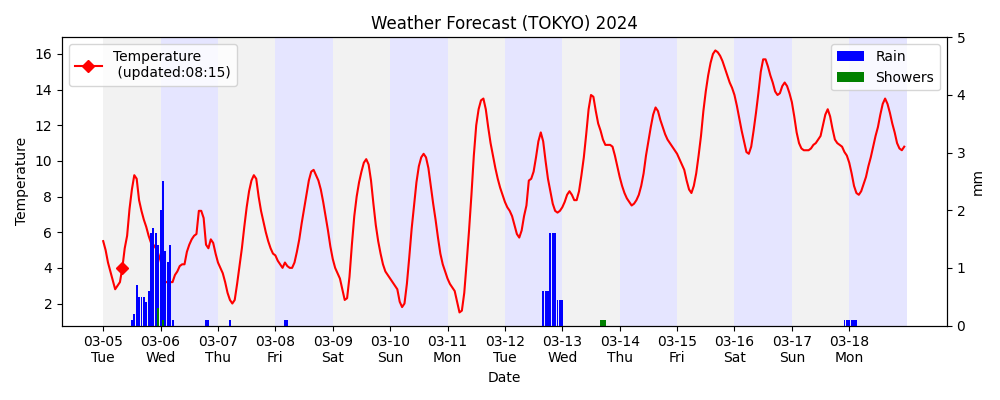 Weather Forecast (TOKYO) 2024
Temperature
(updated:08:15)
Rain
Showers
Temperature
16
14
12
10
8
6
4
2
5
4
3
2
1
0
mm
03-05 03-06 03-07 03-08 03-09 03-10 03-11 03-12 03-13 03-14 03-15 03-16 03-17 03-18
Tue Wed Thu Fri Sat Sun Mon Tue Wed Thu Fri Sat Sun Mon
Date